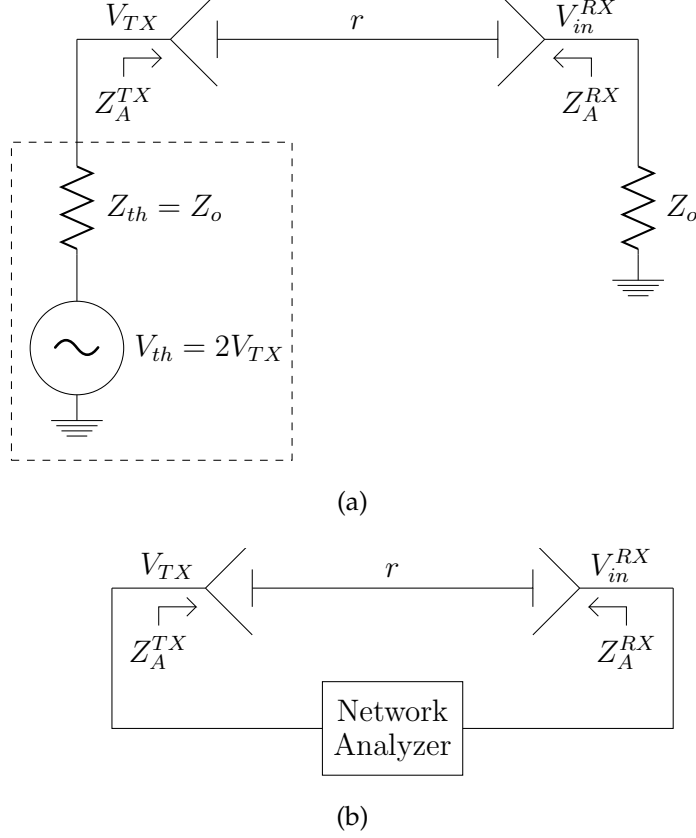 V_{TX} r V_{in}^{RX}
Z_A^{TX} Z_A^{RX}
Z_{th} = Z_o Z_o
V_{th} = 2V_{TX}
(a)
V_{TX} r V_{in}^{RX}
Z_A^{TX} Z_A^{RX}
Network
Analyzer
(b)